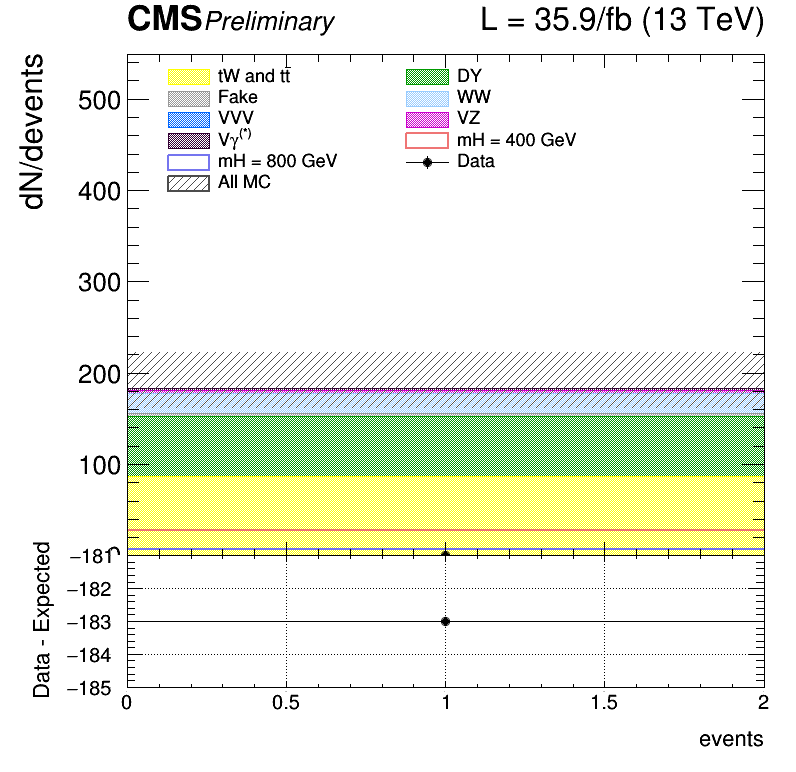 CMS Preliminary L = 35.9/fb (13 TeV)
dN/devents
500
400
300
200
100
tW and tt̄
Fake
VVV
Vγ(*)
mH = 800 GeV
All MC
DY
WW
VZ
mH = 400 GeV
Data
Data - Expected
−181
−182
−183
−184
−185
0 0.5 1 1.5 2
events